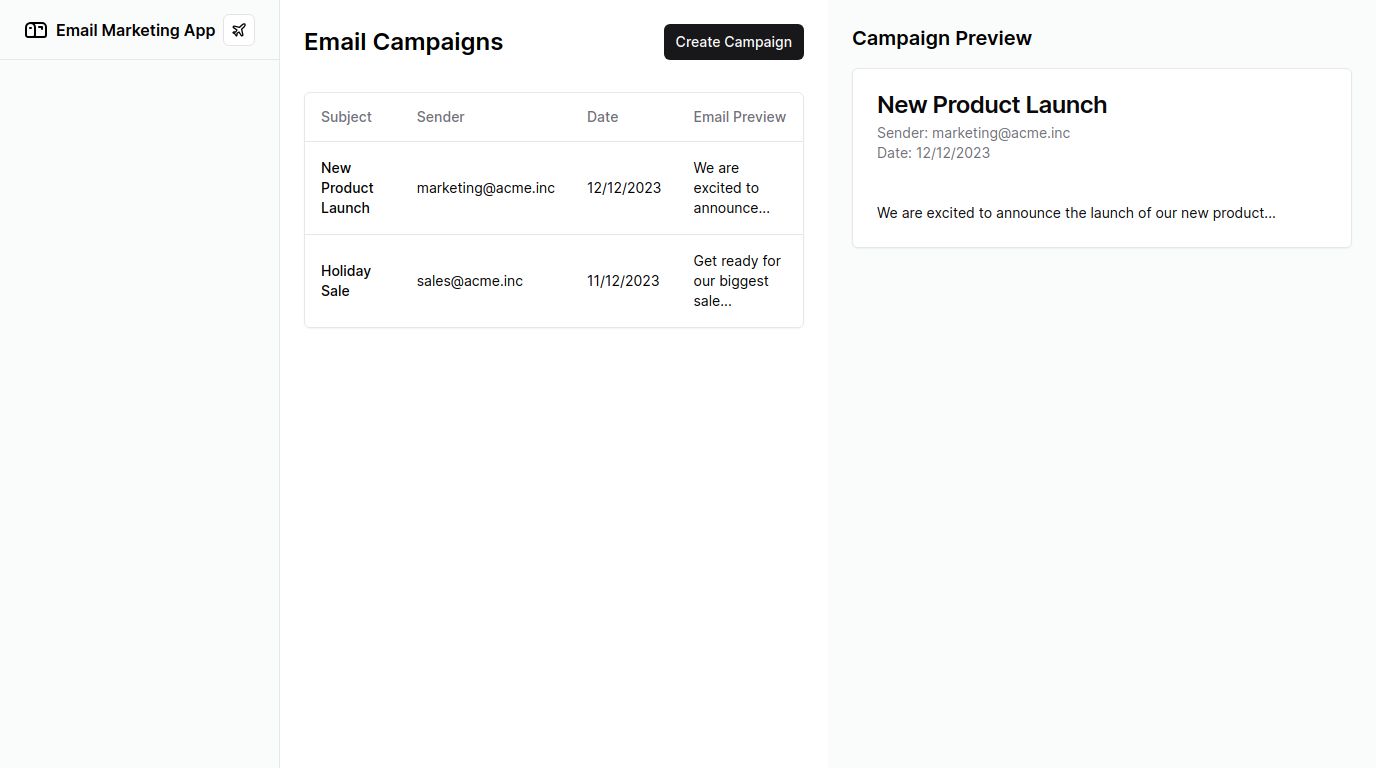 Email Marketing App
Email Campaigns
Create Campaign
Subject Sender Date Email Preview
New
Product
Launch
marketing@acme.inc
12/12/2023
We are
excited to
announce...
Holiday
Sale
sales@acme.inc
11/12/2023
Get ready for
our biggest
sale...
Campaign Preview
New Product Launch
Sender: marketing@acme.inc
Date: 12/12/2023
We are excited to announce the launch of our new product...